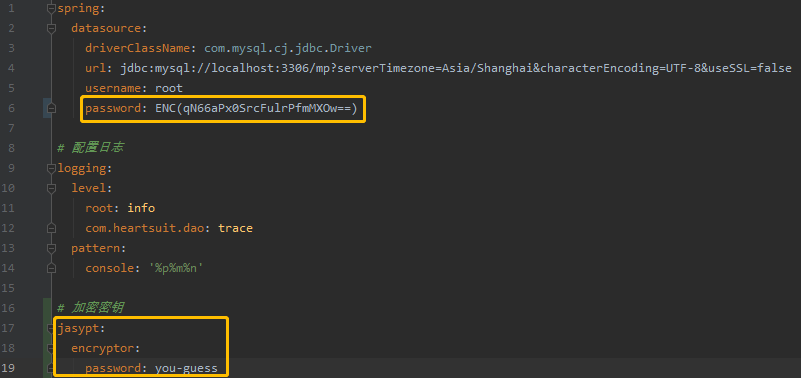 1 spring:
2 datasource:
3 driverClassName: com.mysql.cj.jdbc.Driver
4 url: jdbc:mysql://localhost:3306/mp?serverTimezone=Asia/Shanghai&characterEncoding=UTF-8&useSSL=false
5 username: root
6 password: ENC(qN66aPx0SrcFulrPfmMXOw==)
7
8 # 配置日志
9 logging:
10 level:
11 root: info
12 com.heartsuit.dao: trace
13 pattern:
14 console: '%p%m%n'
15
16 # 加密密钥
17 jasypt:
18 encryptor:
19 password: you-guess